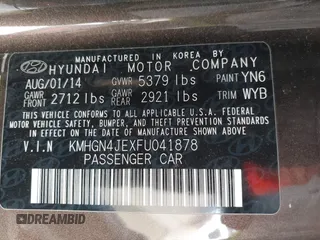 MANUFACTURED IN KOREA BY
HYUNDAI MOTOR COMPANY
AUG/01/14 GVWR 5379 lbs PAINT YN6
GAWR FRONT 2712 lbs GAWR REAR 2921 lbs TRIM WYB
V.I.N KMHGN4JEXFU041878
PASSENGER CAR
THIS VEHICLE CONFORMS TO ALL APPLICABLE FEDERAL
MOTOR VEHICLE SAFETY, BUMPER, AND THEFT
PREVENTION STANDARDS IN EFFECT ON THE DATE OF
MANUFACTURE SHOWN ABOVE.
© DREAMBID